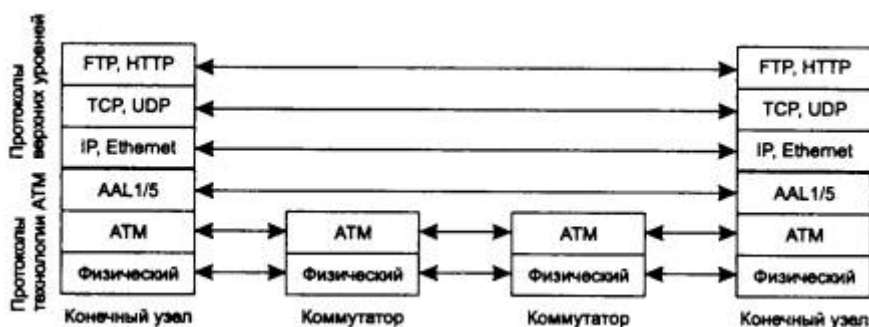 Протоколы
верхних уровней
Протоколы
технологии ATM
FTP, HTTP
FTP, HTTP
TCP, UDP
TCP, UDP
IP, Ethernet
IP, Ethernet
AAL1/5
AAL1/5
ATM
ATM
ATM
ATM
Физический
Физический
Физический
Физический
Конечный узел
Коммутатор
Коммутатор
Конечный узел